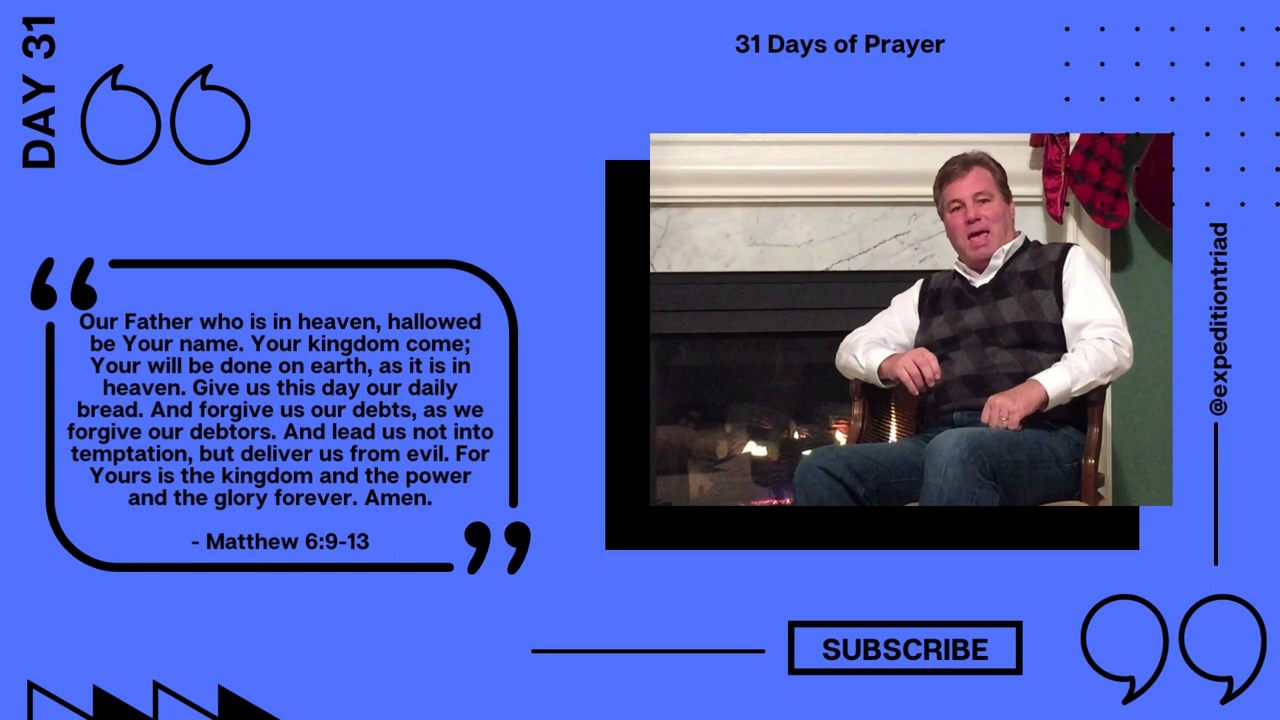 DAY 31
31 Days of Prayer
Our Father who is in heaven, hallowed
be Your name. Your kingdom come;
Your will be done on earth, as it is in
heaven. Give us this day our daily
bread. And forgive us our debts, as we
forgive our debtors. And lead us not into
temptation, but deliver us from evil. For
Yours is the kingdom and the power
and the glory forever. Amen.
- Matthew 6:9-13
@expeditiontriad
SUBSCRIBE